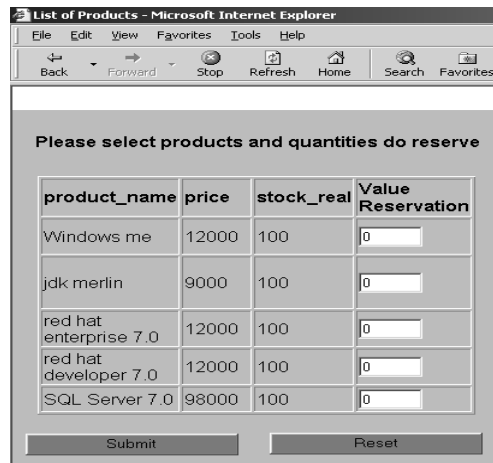 List of Products - Microsoft Internet Explorer
File Edit View Favorites Tools Help
Back Forward Stop Refresh Home Search Favorites
Please select products and quantities do reserve
product_name price stock_real Value
Reservation
Windows me 12000 100 0
jdk merlin 9000 100 0
red hat
enterprise 7.0 12000 100 0
red hat
developer 7.0 12000 100 0
SQL Server 7.0 98000 100 0
Submit Reset